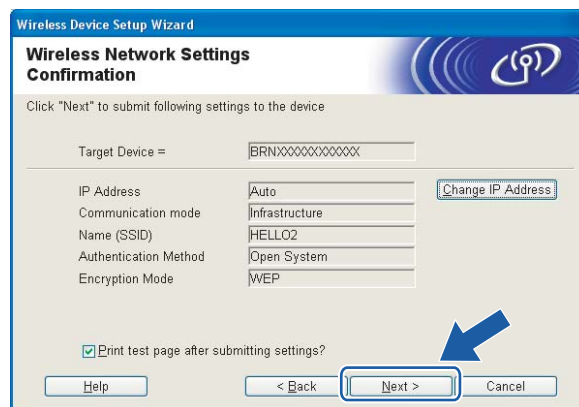 Wireless Device Setup Wizard
Wireless Network Settings
Confirmation
Click "Next" to submit following settings to the device
Target Device = BRNXXXXXXXXXXXX
IP Address Auto Change IP Address
Communication mode Infrastructure
Name (SSID) HELLO2
Authentication Method Open System
Encryption Mode WEP
Print test page after submitting settings?
Help < Back Next > Cancel